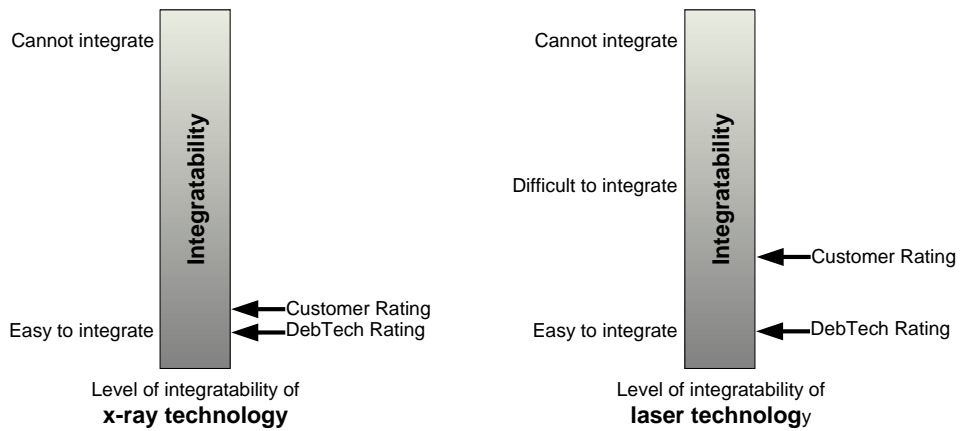 Cannot integrate
Integratability
Customer Rating
Easy to integrate
DebTech Rating
Level of integratability of
x-ray technology
Cannot integrate
Difficult to integrate
Integratability
Customer Rating
Easy to integrate
DebTech Rating
Level of integratability of
laser technology